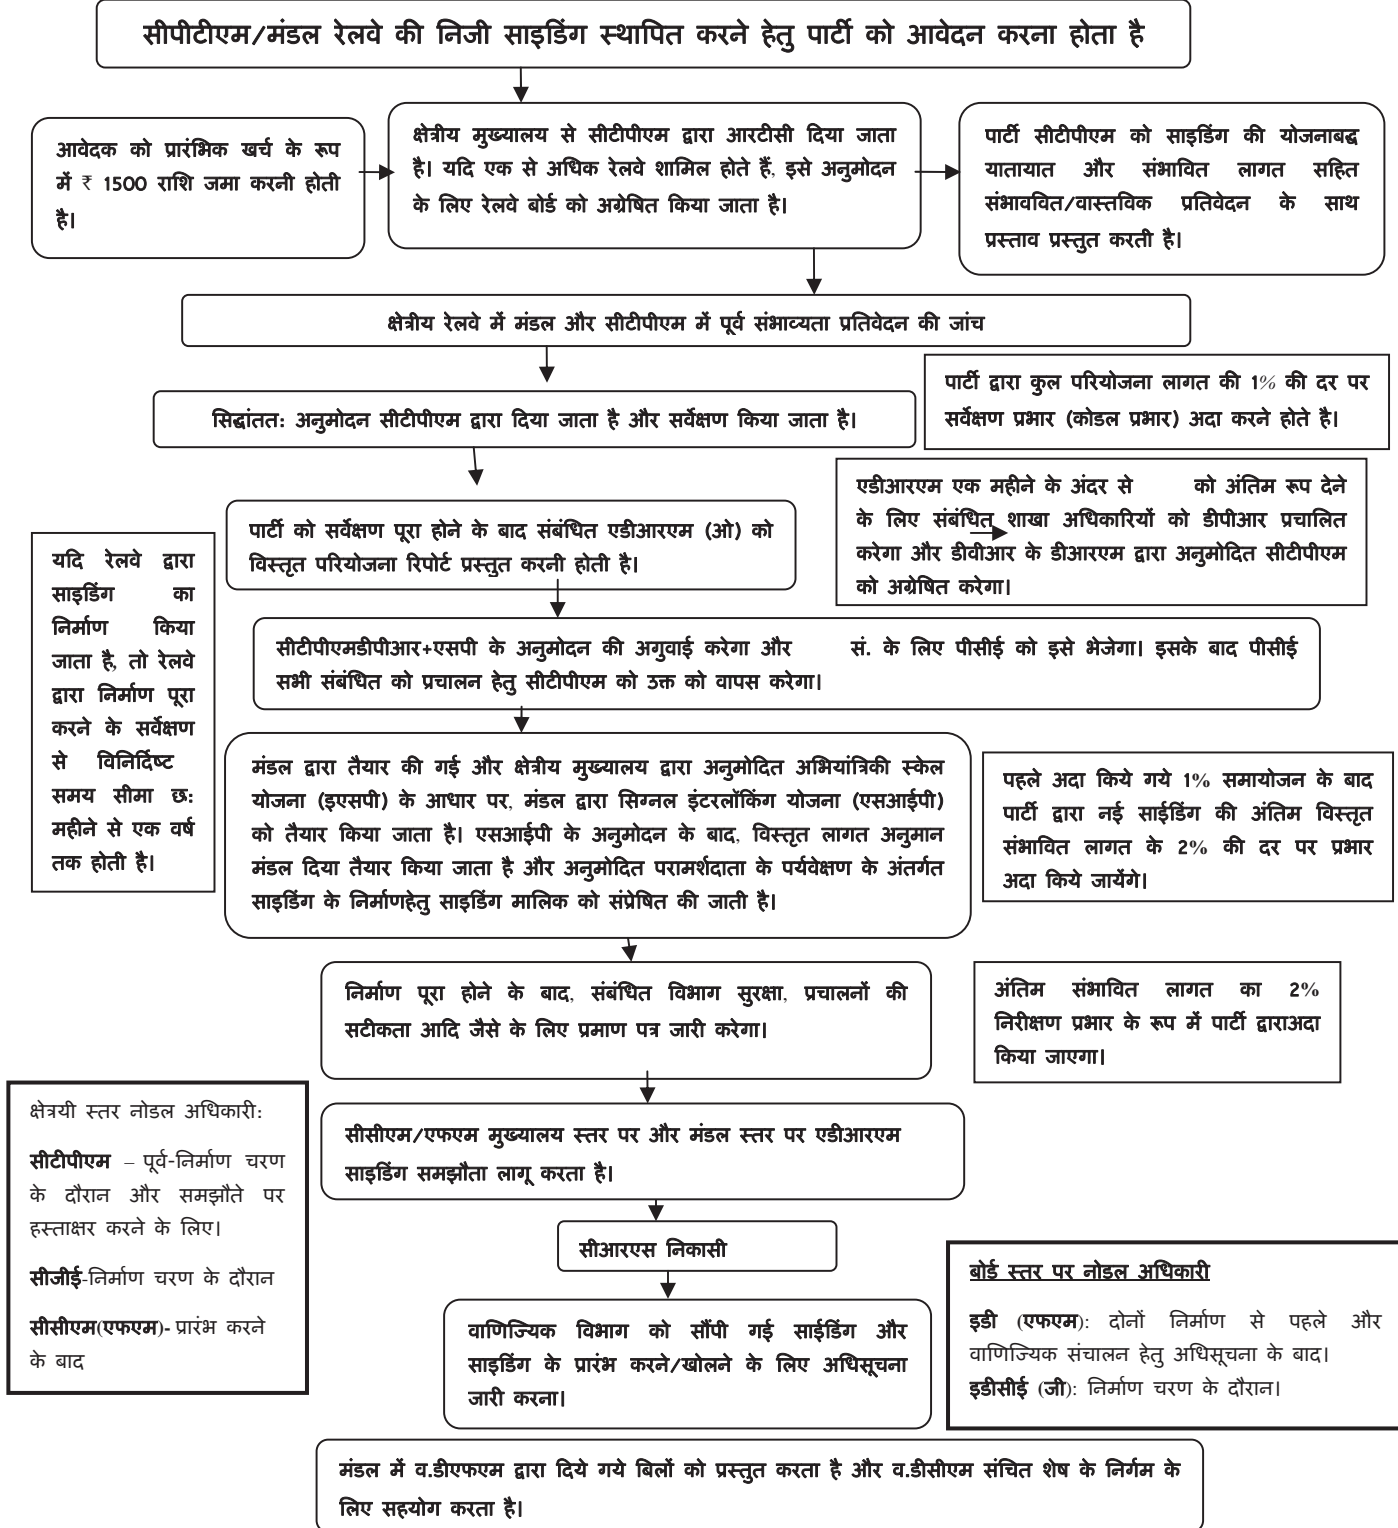 सीपीटीएम/मंडल रेलवे की निजी साइडिंग स्थापित करने हेतु पार्टी को आवेदन करना होता है
आवेदक को प्रारंभिक खर्च के रूप
में ₹ 1500 राशि जमा करनी होती
है।
क्षेत्रीय मुख्यालय से सीटीपीएम द्वारा आरटीसी दिया जाता
है। यदि एक से अधिक रेलवे शामिल होते हैं, इसे अनुमोदन
के लिए रेलवे बोर्ड को अग्रेषित किया जाता है।
पार्टी सीटीपीएम को साइडिंग की योजनाबद्ध
यातायात और संभावित लागत सहित
संभाववित/वास्तविक प्रतिवेदन के साथ
प्रस्ताव प्रस्तुत करती है।
क्षेत्रीय रेलवे में मंडल और सीटीपीएम में पूर्व संभाव्यता प्रतिवेदन की जांच
पार्टी द्वारा कुल परियोजना लागत की 1% की दर पर
सर्वेक्षण प्रभार (कोडल प्रभार) अदा करने होते है।
सिद्धांतत: अनुमोदन सीटीपीएम द्वारा दिया जाता है और सर्वेक्षण किया जाता है।
एडीआरएम एक महीने के अंदर से को अंतिम रूप देने
के लिए संबंधित शाखा अधिकारियों को डीपीआर प्रचालित
करेगा और डीवीआर के डीआरएम द्वारा अनुमोदित सीटीपीएम
को अग्रेषित करेगा।
पार्टी को सर्वेक्षण पूरा होने के बाद संबंधित एडीआरएम (ओ) को
विस्तृत परियोजना रिपोर्ट प्रस्तुत करनी होती है।
यदि रेलवे द्वारा
साइडिंग का
निर्माण किया
जाता है, तो रेलवे
द्वारा निर्माण पूरा
करने के सर्वेक्षण
से विनिर्दिष्ट
समय सीमा छ:
महीने से एक वर्ष
तक होती है।
सीटीपीएमडीपीआर+एसपी के अनुमोदन की अगुवाई करेगा और सं. के लिए पीसीई को इसे भेजेगा। इसके बाद पीसीई
सभी संबंधित को प्रचालन हेतु सीटीपीएम को उक्त को वापस करेगा।
मंडल द्वारा तैयार की गई और क्षेत्रीय मुख्यालय द्वारा अनुमोदित अभियांत्रिकी स्केल
योजना (इएसपी) के आधार पर, मंडल द्वारा सिग्नल इंटरलॉकिंग योजना (एसआईपी)
को तैयार किया जाता है। एसआईपी के अनुमोदन के बाद, विस्तृत लागत अनुमान
मंडल दिया तैयार किया जाता है और अनुमोदित परामर्शदाता के पर्यवेक्षण के अंतर्गत
साइडिंग के निर्माणहेतु साइडिंग मालिक को संप्रेषित की जाती है।
पहले अदा किये गये 1% समायोजन के बाद
पार्टी द्वारा नई साईडिंग की अंतिम विस्तृत
संभावित लागत के 2% की दर पर प्रभार
अदा किये जायेंगे।
निर्माण पूरा होने के बाद, संबंधित विभाग सुरक्षा, प्रचालनों की
सटीकता आदि जैसे के लिए प्रमाण पत्र जारी करेगा।
अंतिम संभावित लागत का 2%
निरीक्षण प्रभार के रूप में पार्टी द्वाराअदा
किया जाएगा।
क्षेत्रयी स्तर नोडल अधिकारी:
सीटीपीएम – पूर्व-निर्माण चरण
के दौरान और समझौते पर
हस्ताक्षर करने के लिए।
सीजीई-निर्माण चरण के दौरान
सीसीएम(एफएम)- प्रारंभ करने
के बाद
सीसीएम/एफएम मुख्यालय स्तर पर और मंडल स्तर पर एडीआरएम
साइडिंग समझौता लागू करता है।
सीआरएस निकासी
वाणिज्यिक विभाग को सौंपी गई साईडिंग और
साइडिंग के प्रारंभ करने/खोलने के लिए अधिसूचना
जारी करना।
बोर्ड स्तर पर नोडल अधिकारी
इडी (एफएम): दोनों निर्माण से पहले और
वाणिज्यिक संचालन हेतु अधिसूचना के बाद।
इडीसीई (जी): निर्माण चरण के दौरान।
मंडल में व.डीएफएम द्वारा दिये गये बिलों को प्रस्तुत करता है और व.डीसीएम संचित शेष के निर्गम के
लिए सहयोग करता है।